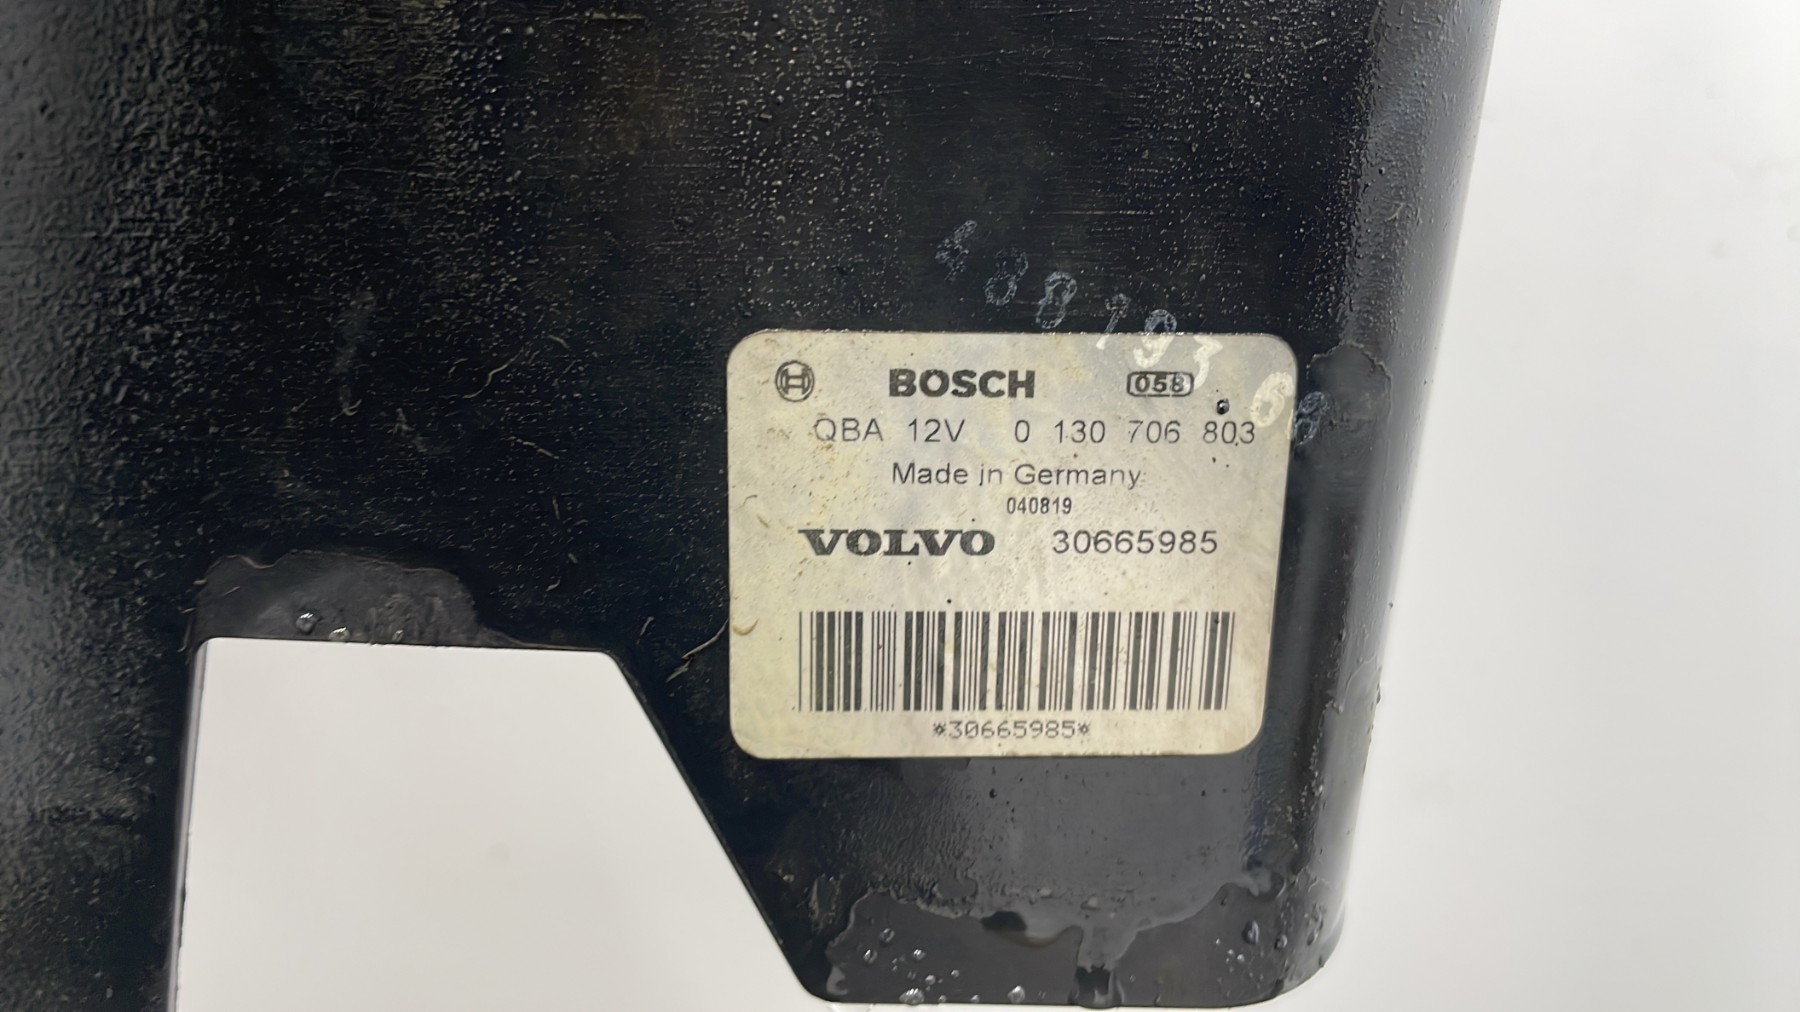 BOSCH 058
QBA 12V 0 130 706 803
Made in Germany
040819
VOLVO 30665985
*30665985*